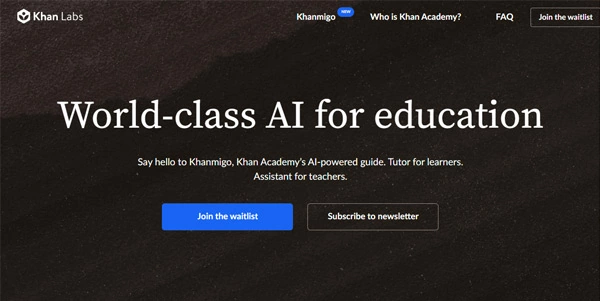 Khan Labs
Khanmigo NEW Who is Khan Academy? FAQ Join the waitlist
World-class AI for education
Say hello to Khanmigo, Khan Academy's AI-powered guide. Tutor for learners.
Assistant for teachers.
Join the waitlist Subscribe to newsletter